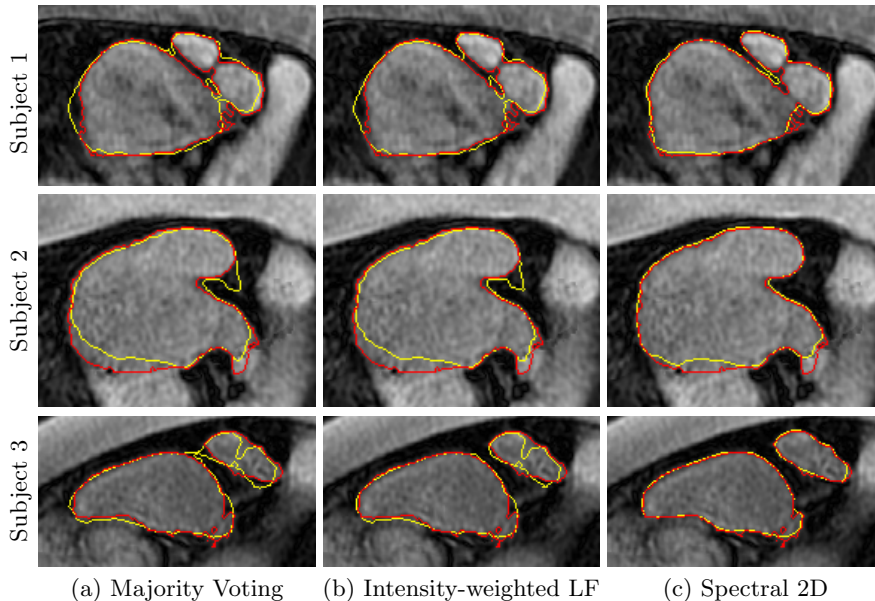 Subject 1
Subject 2
Subject 3
(a) Majority Voting
(b) Intensity-weighted LF
(c) Spectral 2D